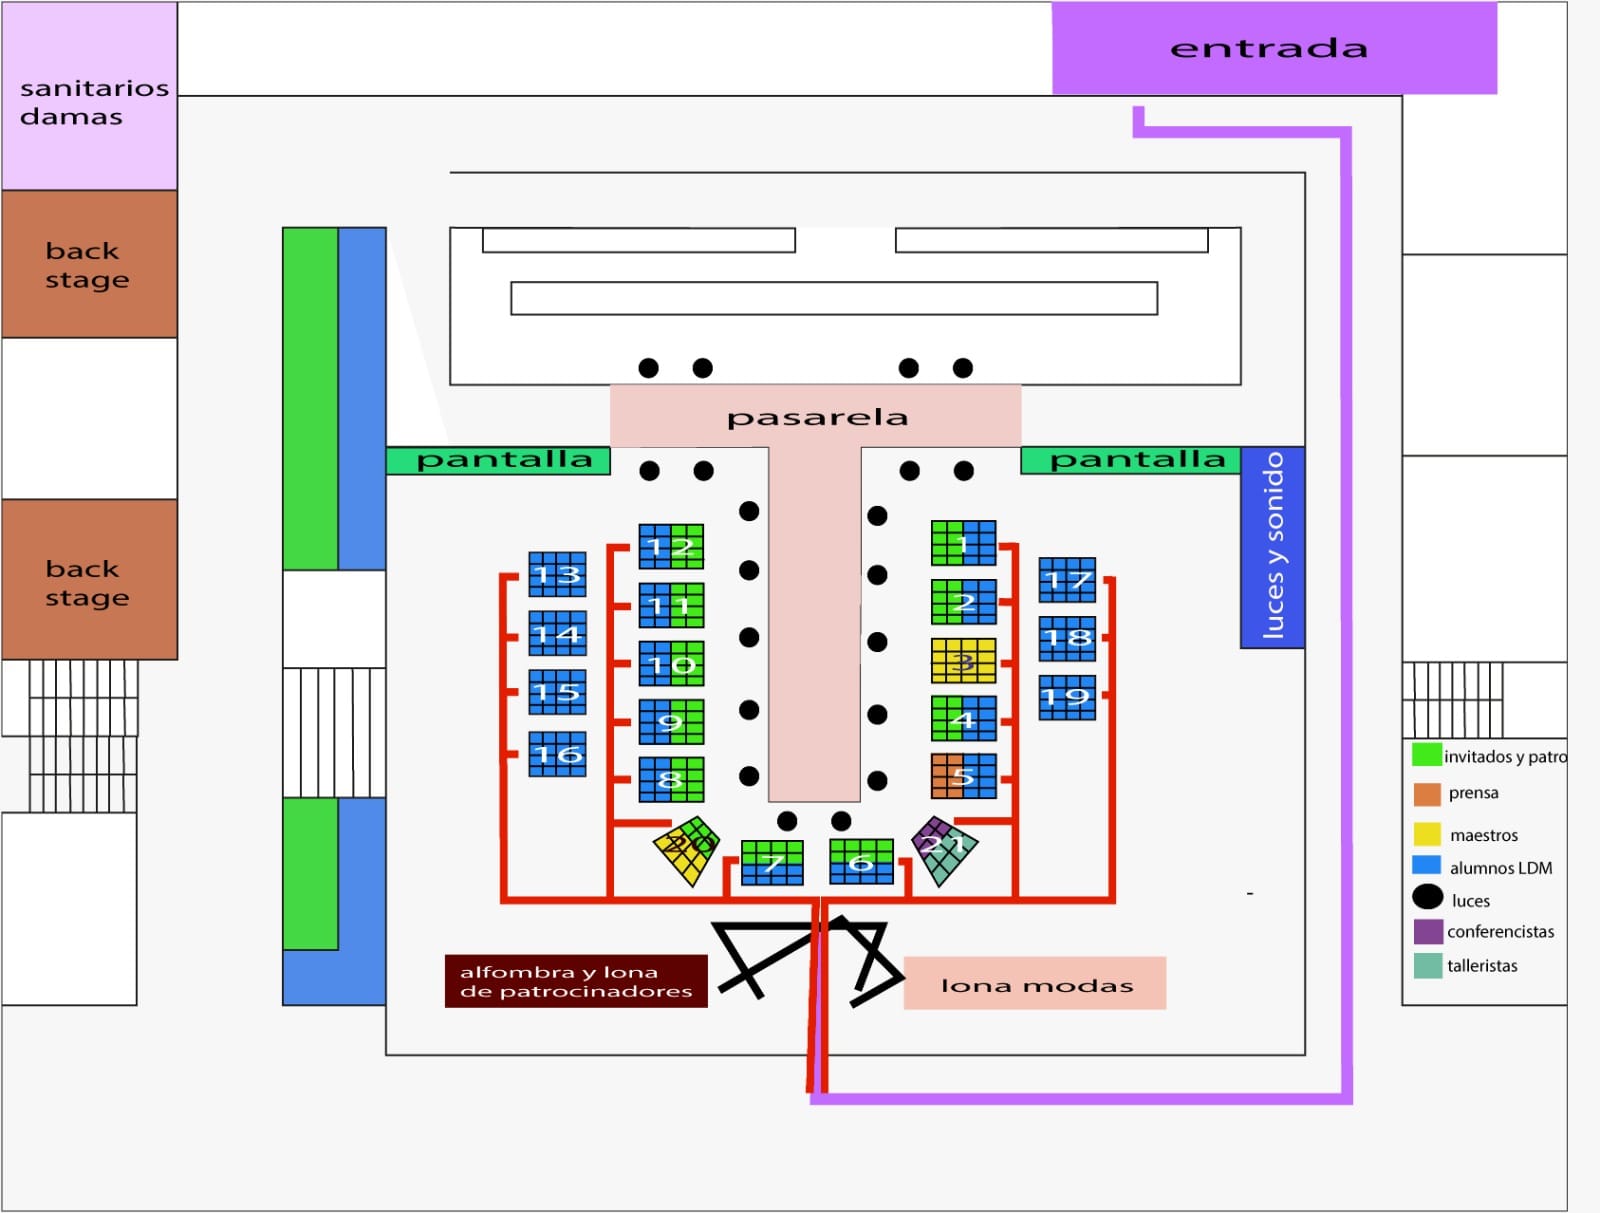 entrada
sanitarios
damas
back
stage
pasarela
pantalla
pantalla
luces y sonido
back
stage
12
1
13
17
11
2
14
18
10
3
15
19
9
4
16
8
5
20
7
6
21
invitados y patro
prensa
maestros
alumnos LDM
luces
conferencistas
talleristas
-
alfombra y lona
de patrocinadores
lona modas